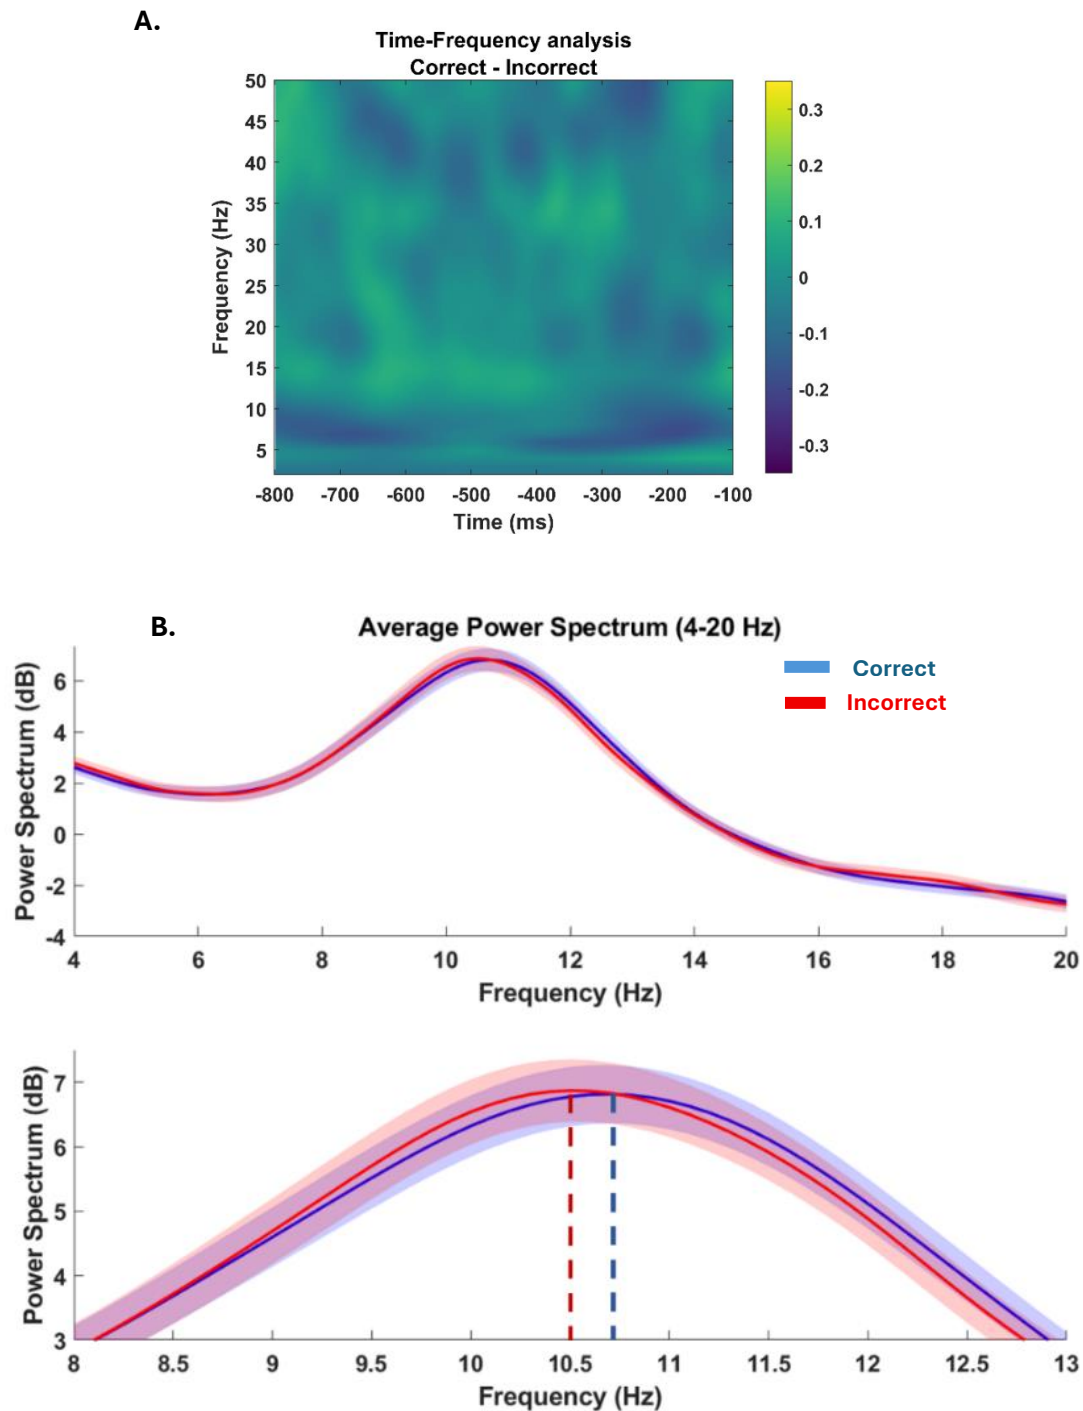 A.
Time-Frequency analysis
Correct - Incorrect
50
45
40
35
30
25
20
15
10
5
Frequency (Hz)
-800 -700 -600 -500 -400 -300 -200 -100
Time (ms)
0.3
0.2
0.1
0
-0.1
-0.2
-0.3
B.
Average Power Spectrum (4-20 Hz)
Correct
Incorrect
Power Spectrum (dB)
6
4
2
0
-2
-4
4 6 8 10 12 14 16 18 20
Frequency (Hz)
Power Spectrum (dB)
7
6
5
4
3
8 8.5 9 9.5 10 10.5 11 11.5 12 12.5 13
Frequency (Hz)